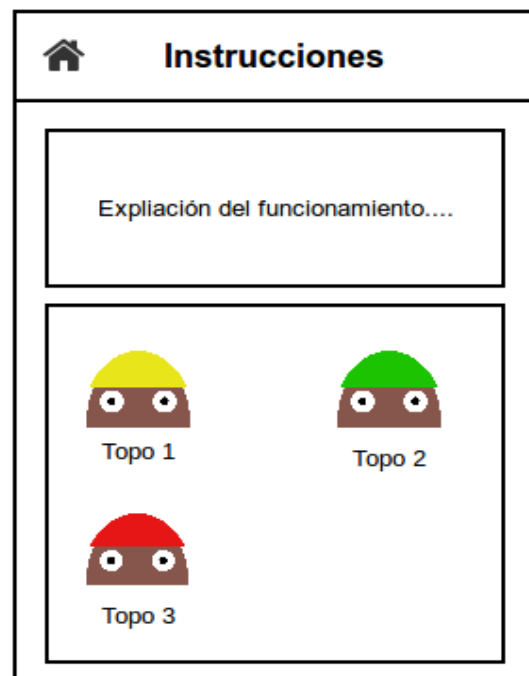 Instrucciones
Expliación del funcionamiento....
Topo 1
Topo 2
Topo 3